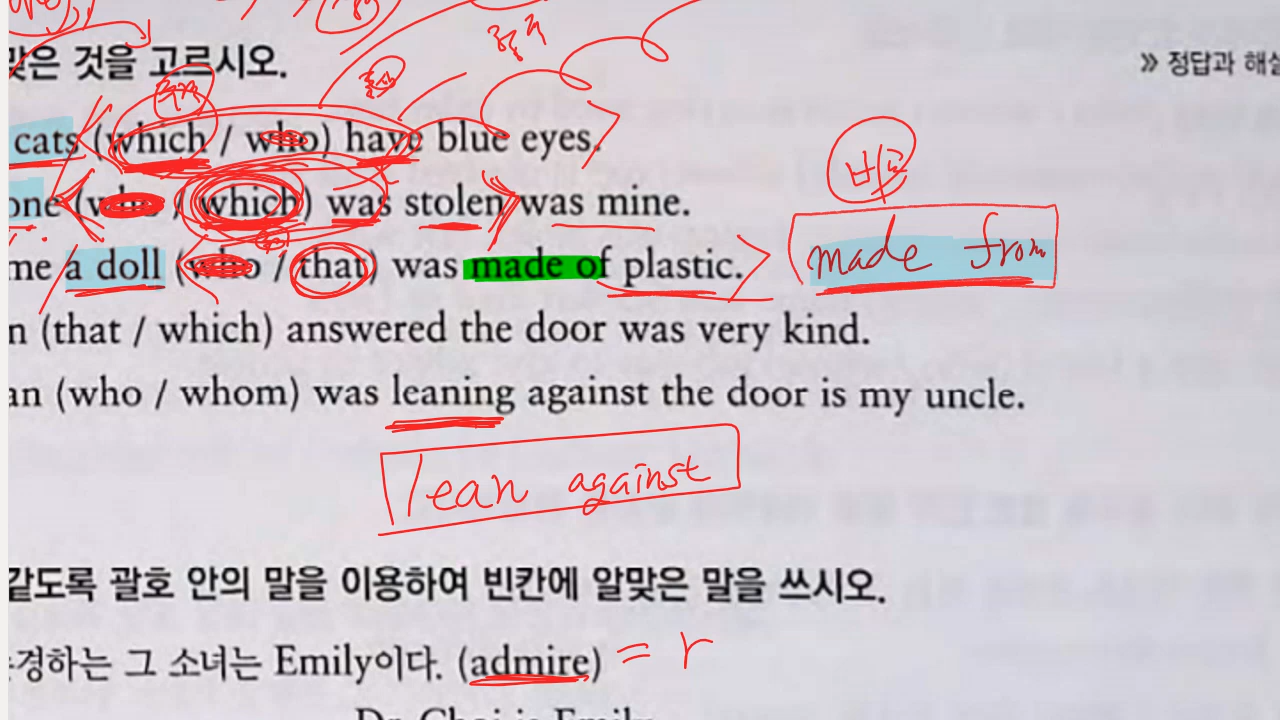 맞은 것을 고르시오.
» 정답과 해설
cats (which / who) have blue eyes.
one (who / which) was stolen was mine.
me a doll (who / that) was made of plastic.
made from
n (that / which) answered the door was very kind.
an (who / whom) was leaning against the door is my uncle.
lean against
같도록 괄호 안의 말을 이용하여 빈칸에 알맞은 말을 쓰시오.
경하는 그 소녀는 Emily이다. (admire) = r
Dr. Choi is Emily.